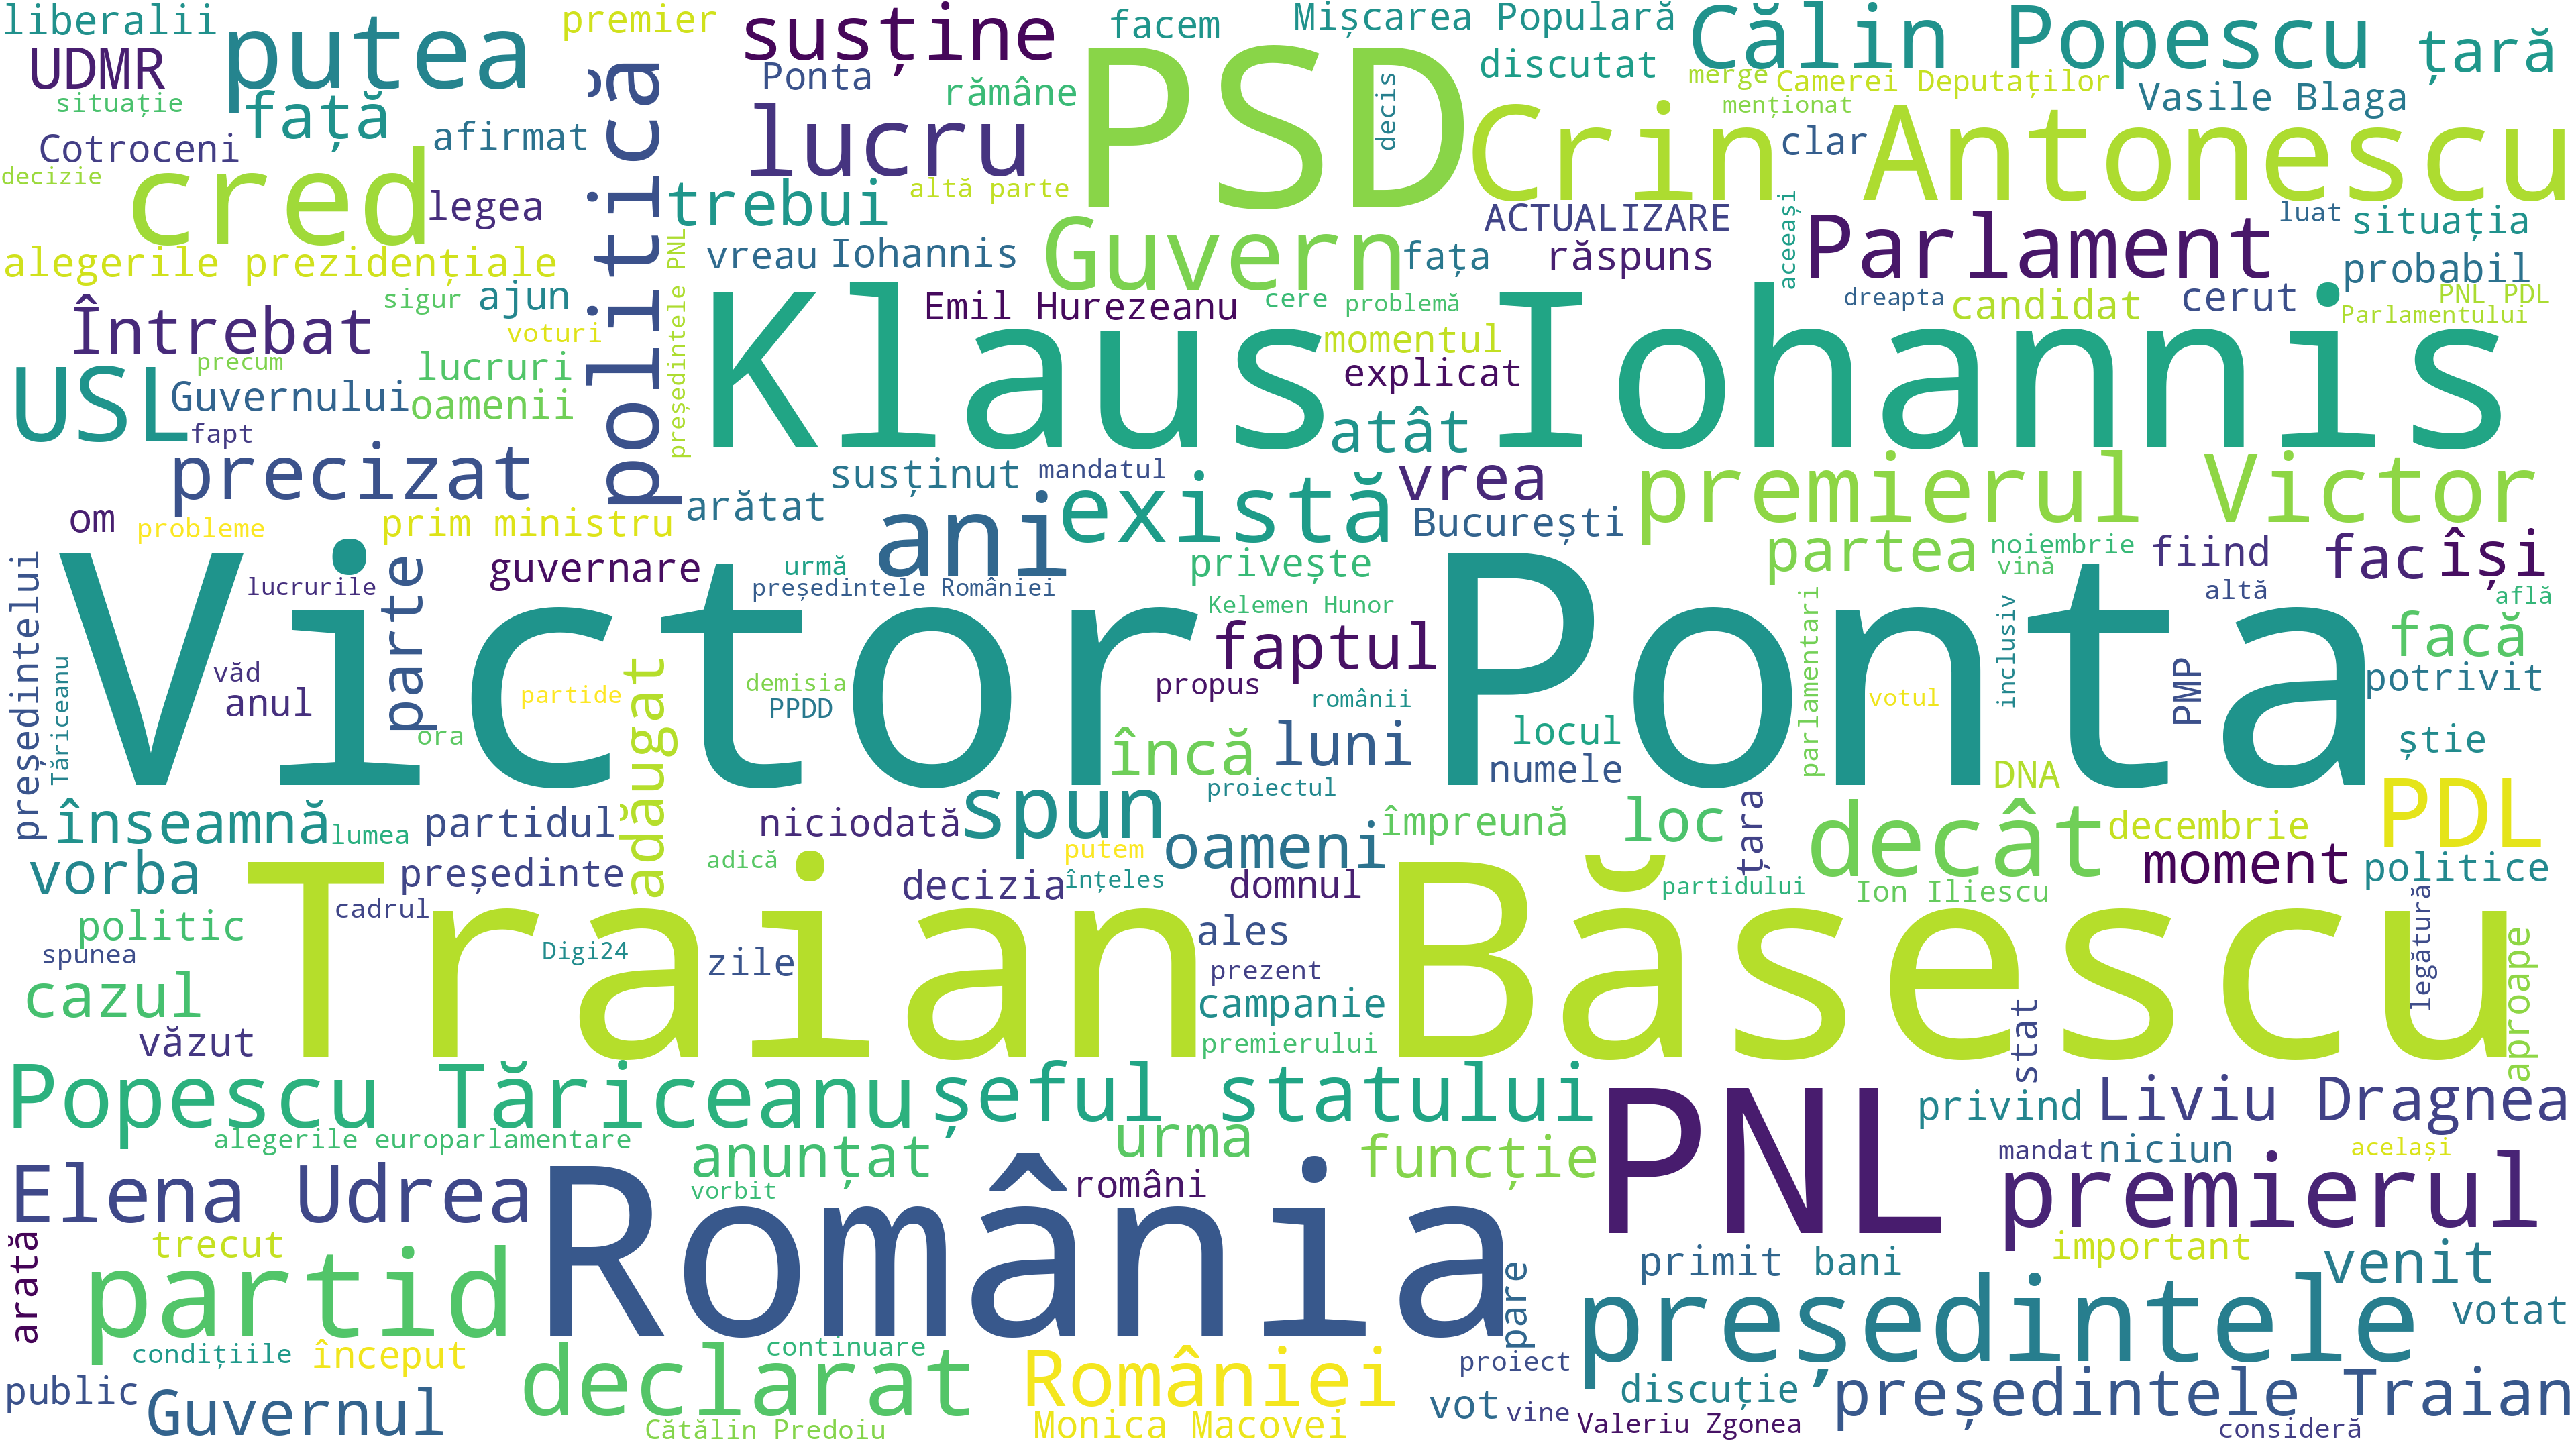 liberalii
putea
premier
susține
facem
Mișcarea Populară
Călin Popescu
țară
UDMR
Ponta
PSD
discutat
merge
Camerei Deputaților
situație
față
politică
rămâne
decis
menționat
Vasile Blaga
Cotroceni
afirmat
lucru
Crin Antonescu
clar
decizie
cred
legea
trebui
altă parte
ACTUALIZARE
aceeași
Parlament
luat
situația
alegerile prezidențiale
președintele PNL
vreau
Iohannis
Guvern
fața
răspuns
probabil
Întrebat
sigur
ajun
Klaus Iohannis
Emil Hurezeanu
cere
problemă
dreapta
candidat
cerut
PNL PDL
Parlamentului
voturi
momentul
precum
lucruri
explicat
USL
Guvernului
oamenii
fapt
atât
precizat
susținut
mandatul
vrea
premierul Victor
om
probleme
prim ministru
arătat
ani
există
București
partea
noiembrie
fiind
fac
își
președintelui
Victor Ponta
lucrurile
parte
guvernare
urmă
președintele României
privește
vină
altă
află
Kelemen Hunor
parlamentari
inclusiv
facă
Tăriceanu
văd
anul
partide
adăugat
demisia
PPDD
faptul
propus
românii
votul
PMP
potrivit
ora
încă
luni
locul
numele
știe
DNA
proiectul
înseamnă
lumea
partidul
niciodată
spun
oameni
împreună
loc
țara
decât
decembrie
PDL
vorba
președinte
adică
putem
înțeles
decizia
domnul
partidului
Ion Iliescu
moment
politice
Traian Băsescu
cadrul
politic
spunea
Digi24
zile
ales
prezent
legătură
aproape
cazul
campanie
stat
văzut
premierului
Popescu Tăriceanu
șeful statului
PNL
privind
Liviu Dragnea
alegerile europarlamentare
anunțat
urma
funcție
mandat
niciun
același
Elena Udrea
vorbit
români
premierul
România
arată
trecut
partid
pare
primit
bani
important
venit
președintele
votat
condițiile
început
declarat
continuare
României
proiect
public
Guvernul
Cătălin Predoiu
Monica Macovei
vot
vine
discuție
Valeriu Zgonea
președintele Traian
consideră